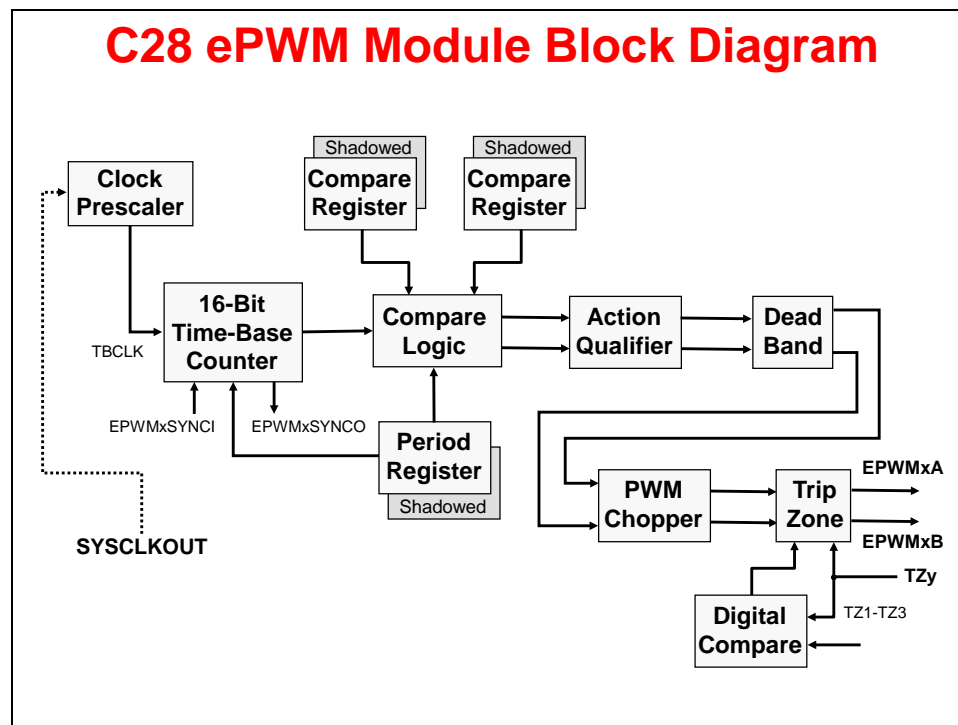 C28 ePWM Module Block Diagram
Shadowed
Compare
Register
Shadowed
Compare
Register
Clock
Prescaler
16-Bit
Time-Base
Counter
Compare
Logic
Action
Qualifier
Dead
Band
TBCLK
EPWMxSYNCI
EPWMxSYNCO
Period
Register
Shadowed
SYSCLKOUT
PWM
Chopper
Trip
Zone
EPWMxA
EPWMxB
TZy
TZ1-TZ3
Digital
Compare